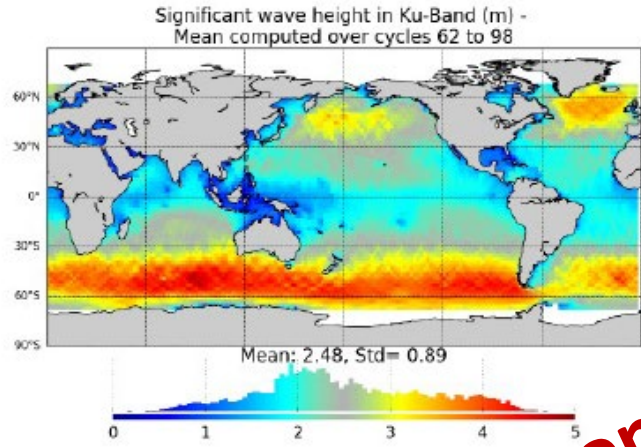 Significant wave height in Ku-Band (m) -
Mean computed over cycles 62 to 98
60°N
30°N
0°
30°S
60°S
90°S
Mean: 2.48, Std= 0.89
0 1 2 3 4 5